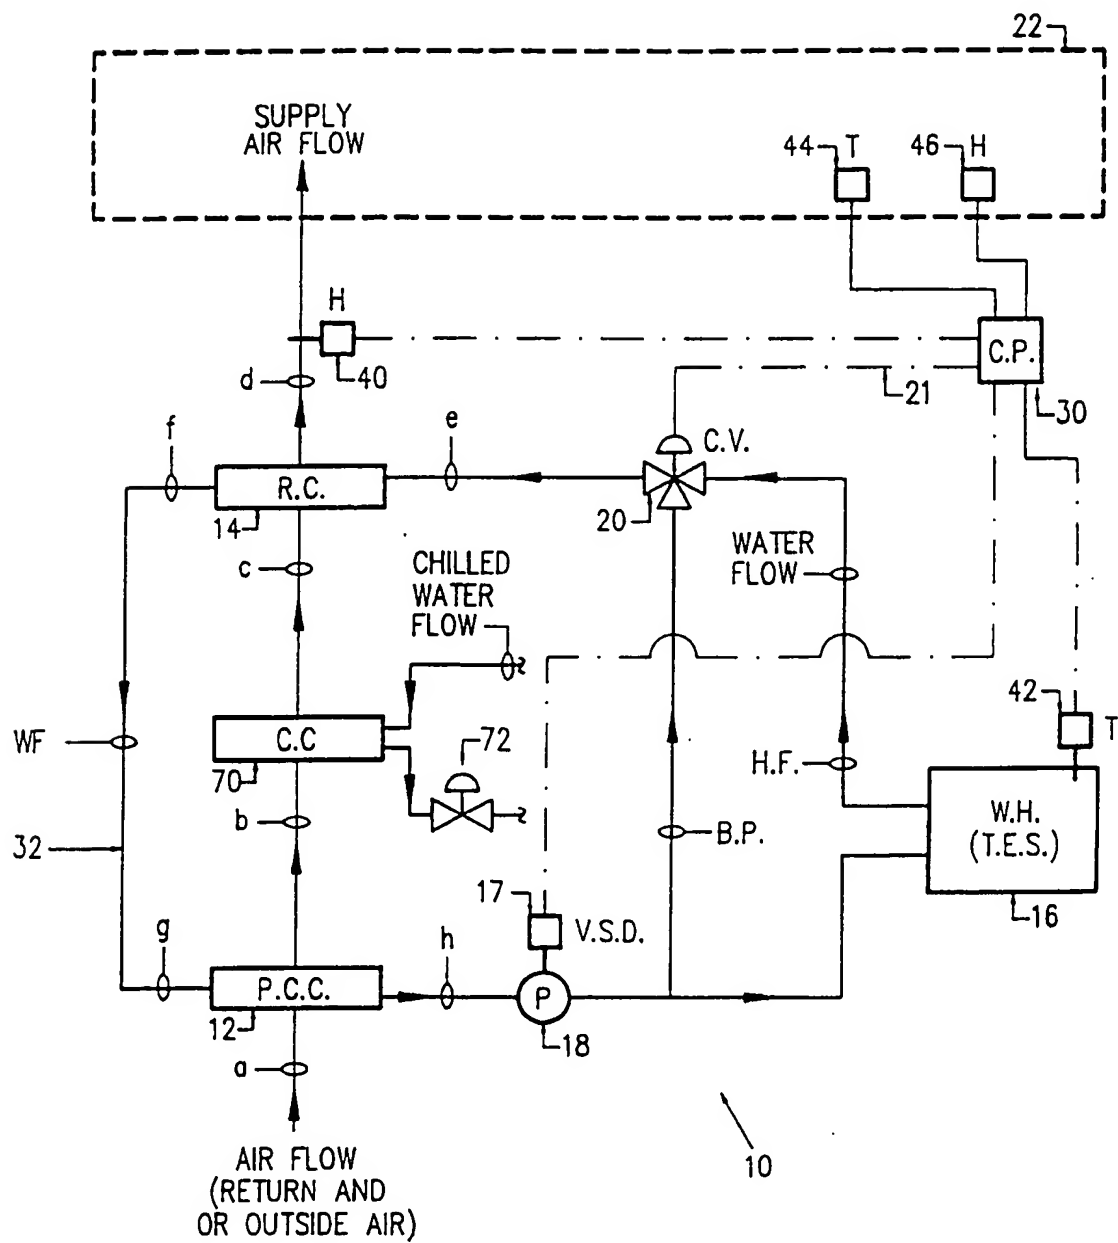 22
SUPPLY
AIR FLOW
44 T
46 H
H
40
C.P.
30
21
d
f
e
C.V.
R.C.
14
20
c
CHILLED
WATER
FLOW
WATER
FLOW
42
T
WF
C.C
70
72
H.F.
b
B.P.
W.H.
(T.E.S.)
16
32
17
V.S.D.
g
h
P.C.C.
12
P
18
a
10
AIR FLOW
(RETURN AND
OR OUTSIDE AIR)